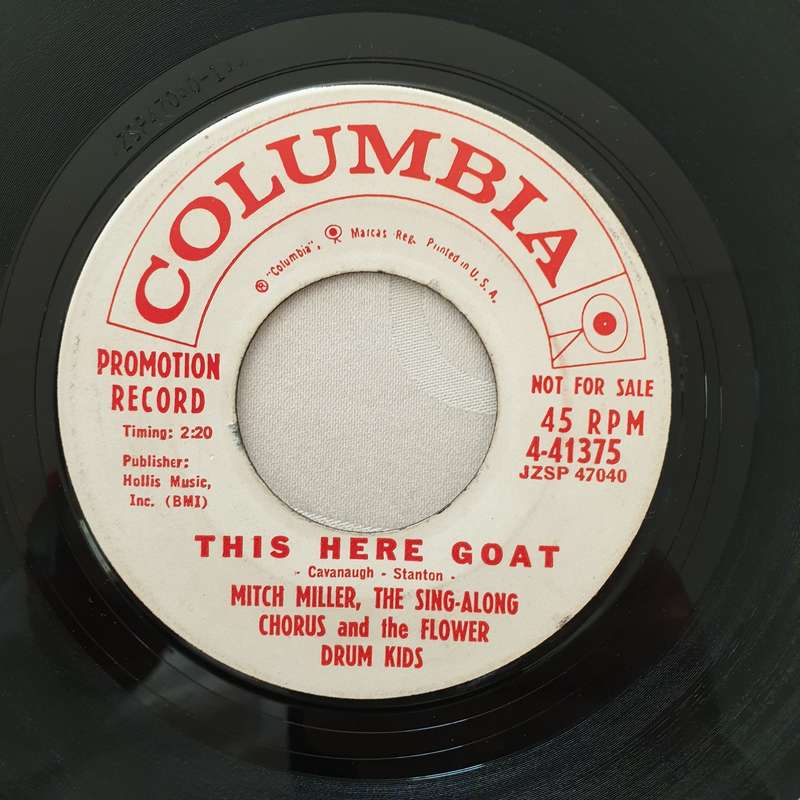 COLUMBIA
® "Columbia", Marcas Reg. Printed in U.S.A.
PROMOTION
RECORD
Timing: 2:20
Publisher:
Hollis Music,
Inc. (BMI)
NOT FOR SALE
45 RPM
4-41375
JZSP 47040
THIS HERE GOAT
- Cavanaugh - Stanton -
MITCH MILLER, THE SING-ALONG
CHORUS and the FLOWER
DRUM KIDS